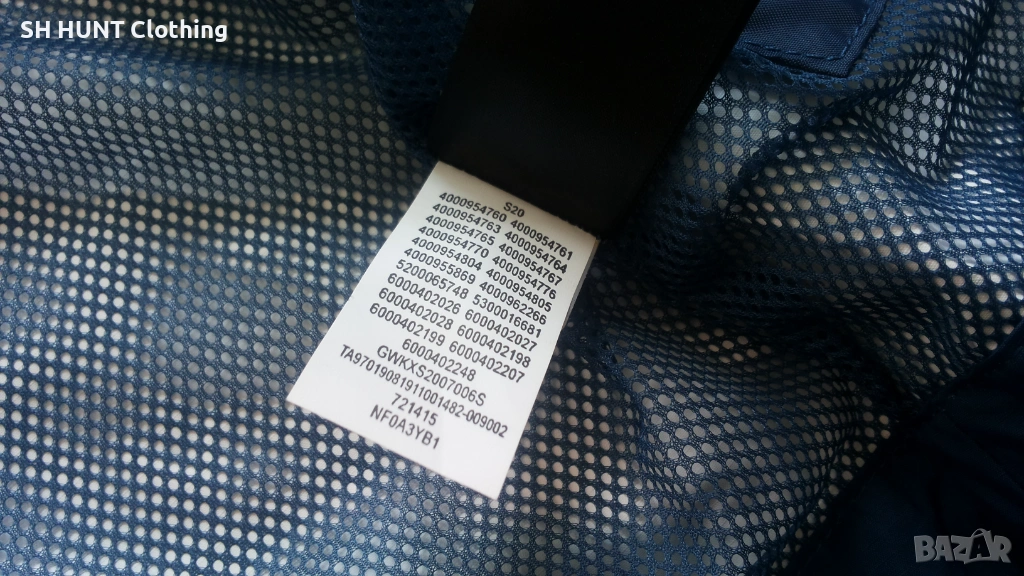 SH HUNT Clothing
S20
4000954760 4000954761
4000954763 4000954764
4000954765 4000954767
4000954770 4000954776
4000954804 4000954805
4000955869 4000962266
5200065748 5300016681
6000402026 6000402027
6000402028 6000402198
6000402199 6000402207
6000402248
GWKXS2007006S
TA97019081911001482-009002
721415
NF0A3YB1
BAZAR